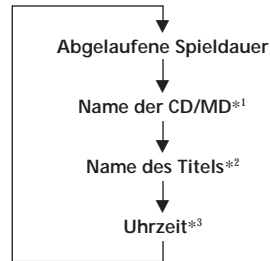 Abgelaufene Spieldauer
Name der CD/MD*1
Name des Titels*2
Uhrzeit*3